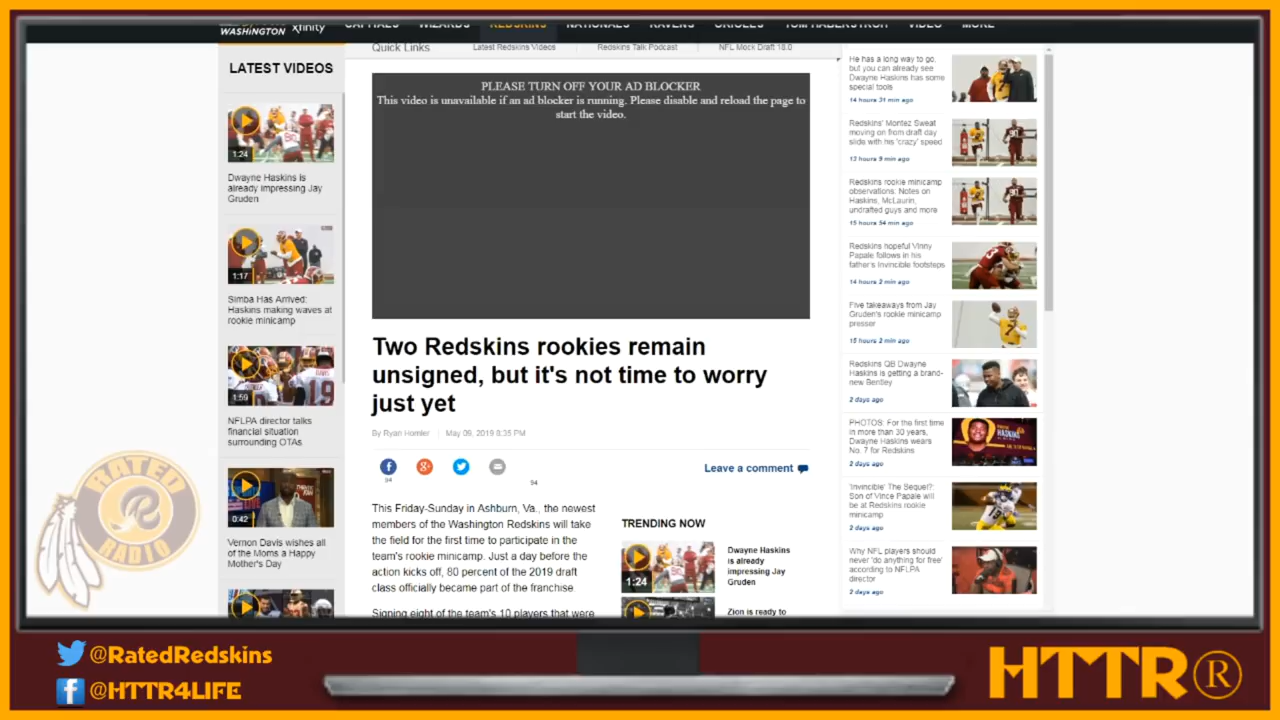 WASHINGTON xfinity CAPITALS WIZARDS REDSKINS NATIONALS RAVENS ORIOLES TOM HABERSTROH VIDEO MORE
Quick Links Latest Redskins Videos Redskins Talk Podcast NFL Mock Draft 18.0
LATEST VIDEOS
1:24
Dwayne Haskins is
already impressing Jay
Gruden
1:17
Simba Has Arrived:
Haskins making waves at
rookie minicamp
1:59
NFLPA director talks
financial situation
surrounding OTAs
0:42
Vernon Davis wishes all
of the Moms a Happy
Mother's Day
PLEASE TURN OFF YOUR AD BLOCKER
This video is unavailable if an ad blocker is running. Please disable and reload the page to
start the video.
Two Redskins rookies remain
unsigned, but it's not time to worry
just yet
By Ryan Homler May 09, 2019 8:35 PM
94
94
Leave a comment
This Friday-Sunday in Ashburn, Va., the newest
members of the Washington Redskins will take
the field for the first time to participate in the
team's rookie minicamp. Just a day before the
action kicks off, 80 percent of the 2019 draft
class officially became part of the franchise.
Signing eight of the team's 10 players that were
TRENDING NOW
1:24
Dwayne Haskins
is already
impressing Jay
Gruden
Zion is ready to
He has a long way to go,
but you can already see
Dwayne Haskins has some
special tools
14 hours 31 min ago
Redskins' Montez Sweat
moving on from draft day
slide with his 'crazy' speed
13 hours 9 min ago
Redskins rookie minicamp
observations: Notes on
Haskins, McLaurin,
undrafted guys and more
15 hours 54 min ago
Redskins hopeful Vinny
Papale follows in his
father's Invincible footsteps
14 hours 2 min ago
Five takeaways from Jay
Gruden's rookie minicamp
presser
15 hours 2 min ago
Redskins QB Dwayne
Haskins is getting a brand-
new Bentley
2 days ago
PHOTOS: For the first time
in more than 30 years,
Dwayne Haskins wears
No. 7 for Redskins
2 days ago
'Invincible' The Sequel?:
Son of Vince Papale will
be at Redskins rookie
minicamp
2 days ago
Why NFL players should
never 'do anything for free'
according to NFLPA
director
2 days ago
RATED
R
RADIO
@RatedRedskins
@HTTR4LIFE
HTTR®